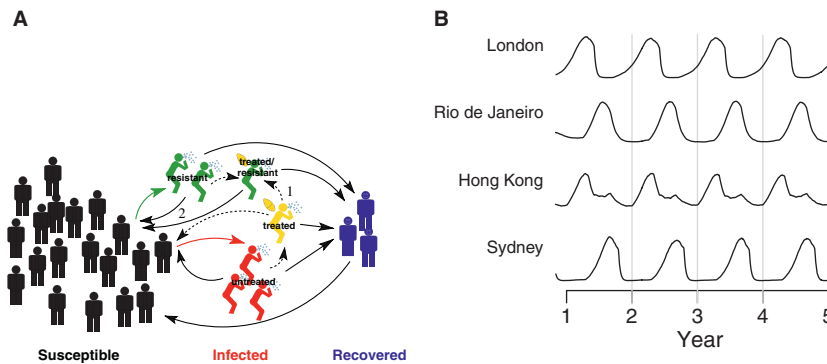 A
resistant
treated/
resistant
1
2
treated
untreated
Susceptible
Infected
Recovered
B
London
Rio de Janeiro
Hong Kong
Sydney
1 2 3 4 5
Year